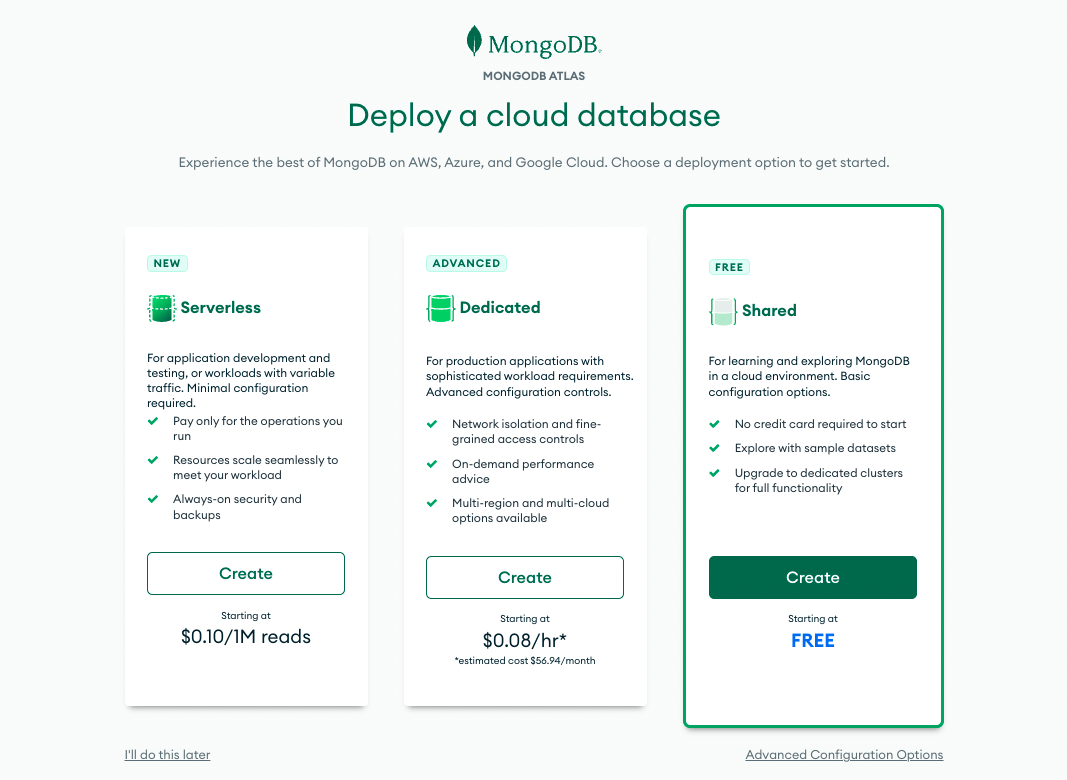 MongoDB®
MONGODB ATLAS
Deploy a cloud database
Experience the best of MongoDB on AWS, Azure, and Google Cloud. Choose a deployment option to get started.
NEW
Serverless
For application development and
testing, or workloads with variable
traffic. Minimal configuration
required.
Pay only for the operations you
run
Resources scale seamlessly to
meet your workload
Always-on security and
backups
Create
Starting at
$0.10/1M reads
ADVANCED
Dedicated
For production applications with
sophisticated workload requirements.
Advanced configuration controls.
Network isolation and fine-
grained access controls
On-demand performance
advice
Multi-region and multi-cloud
options available
Create
Starting at
$0.08/hr*
*estimated cost $56.94/month
FREE
Shared
For learning and exploring MongoDB
in a cloud environment. Basic
configuration options.
No credit card required to start
Explore with sample datasets
Upgrade to dedicated clusters
for full functionality
Create
Starting at
FREE
I'll do this later
Advanced Configuration Options